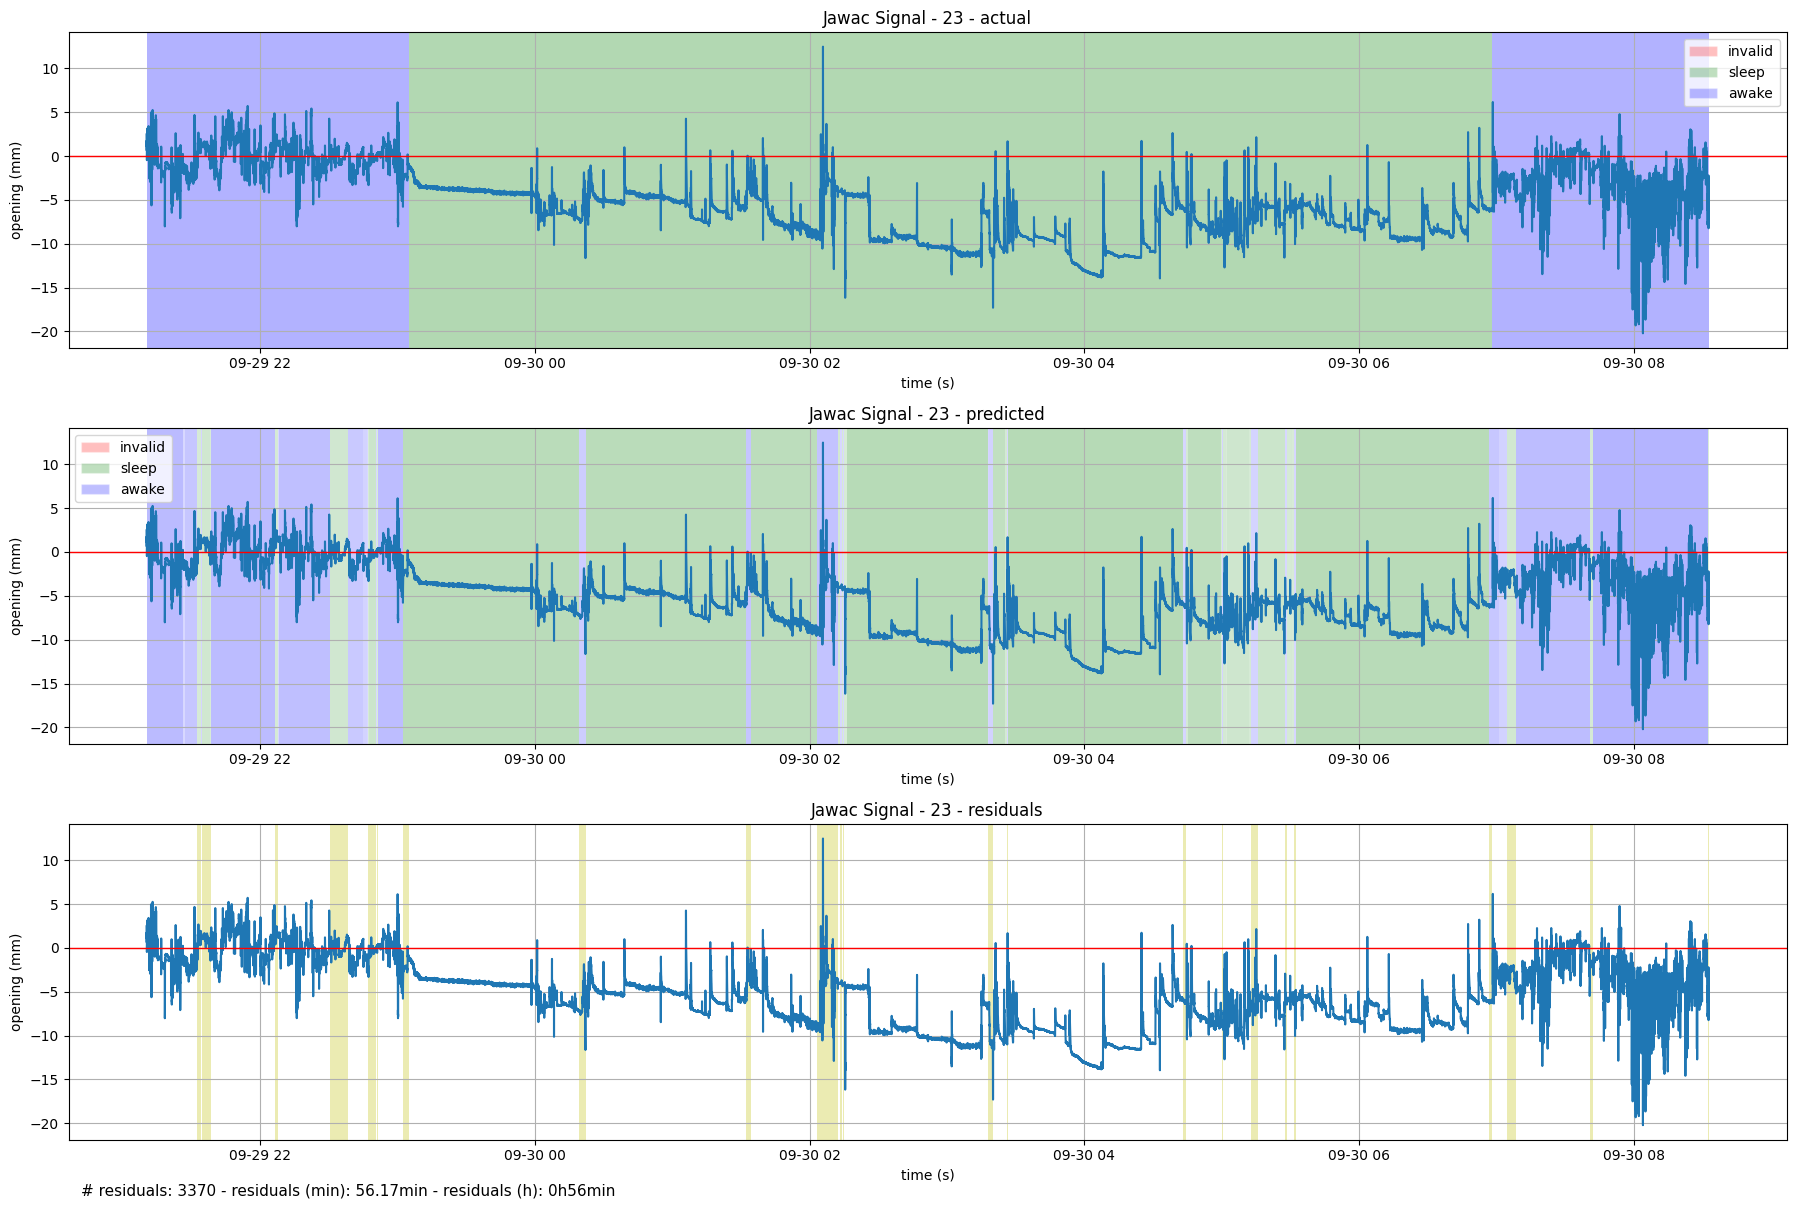 Jawac Signal - 23 - actual
opening (mm)
10
5
0
−5
−10
−15
−20
invalid
sleep
awake
09-29 22
09-30 00
09-30 02
09-30 04
09-30 06
09-30 08
time (s)
Jawac Signal - 23 - predicted
opening (mm)
10
5
0
−5
−10
−15
−20
invalid
sleep
awake
09-29 22
09-30 00
09-30 02
09-30 04
09-30 06
09-30 08
time (s)
Jawac Signal - 23 - residuals
opening (mm)
10
5
0
−5
−10
−15
−20
09-29 22
09-30 00
09-30 02
09-30 04
09-30 06
09-30 08
time (s)
# residuals: 3370 - residuals (min): 56.17min - residuals (h): 0h56min